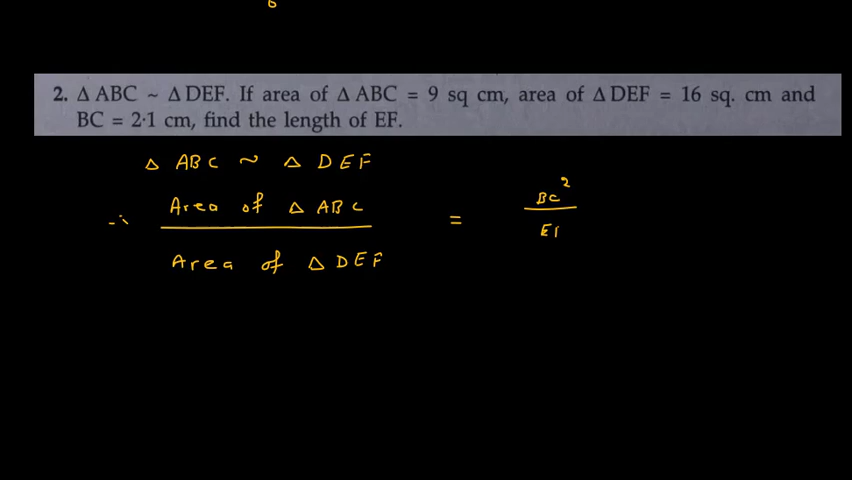 2. Δ ABC ~ Δ DEF. If area of Δ ABC = 9 sq cm, area of Δ DEF = 16 sq. cm and
BC = 2·1 cm, find the length of EF.
Δ ABC ~ Δ DEF
∴ Area of Δ ABC / Area of Δ DEF = BC² / EF